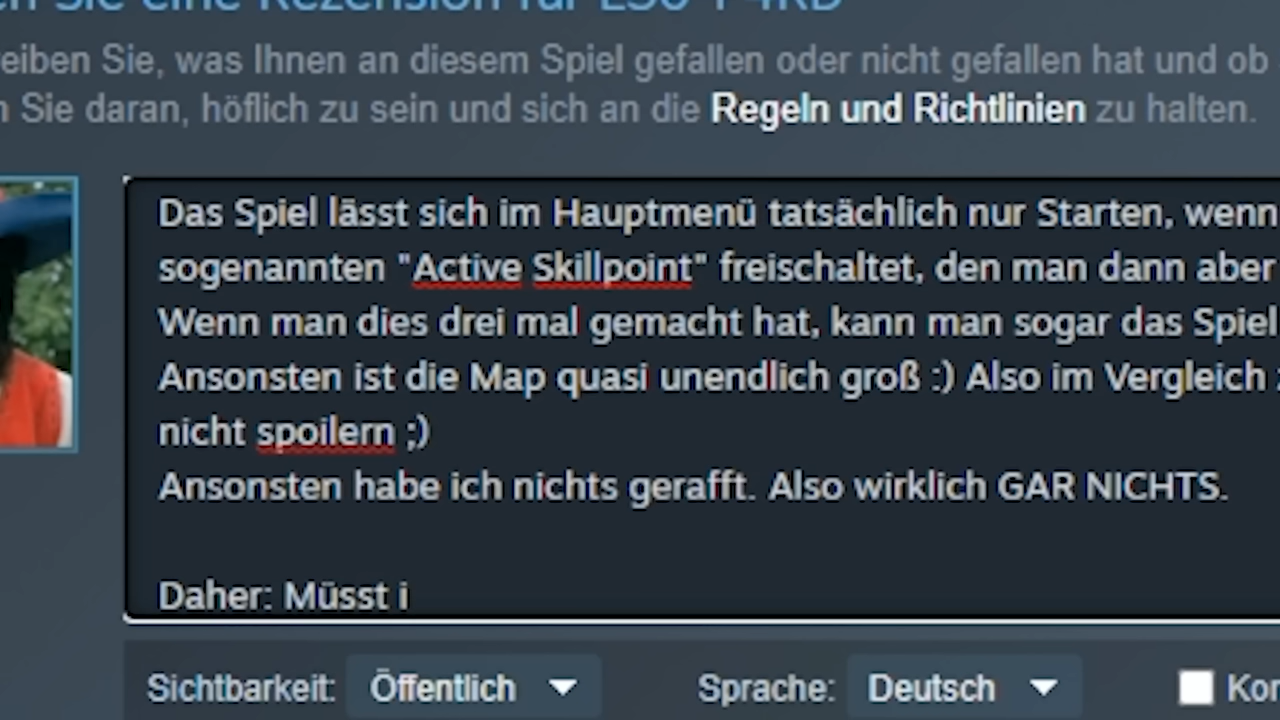 Sie eine Rezension für
eiben Sie, was Ihnen an diesem Spiel gefallen oder nicht gefallen hat und ob
n Sie daran, höflich zu sein und sich an die Regeln und Richtlinien zu halten.
Das Spiel lässt sich im Hauptmenü tatsächlich nur Starten, wenn
sogenannten "Active Skillpoint" freischaltet, den man dann aber
Wenn man dies drei mal gemacht hat, kann man sogar das Spiel
Ansonsten ist die Map quasi unendlich groß :) Also im Vergleich
nicht spoilern ;)
Ansonsten habe ich nichts gerafft. Also wirklich GAR NICHTS.
Daher: Müsst i
Sichtbarkeit: Öffentlich Sprache: Deutsch Kor